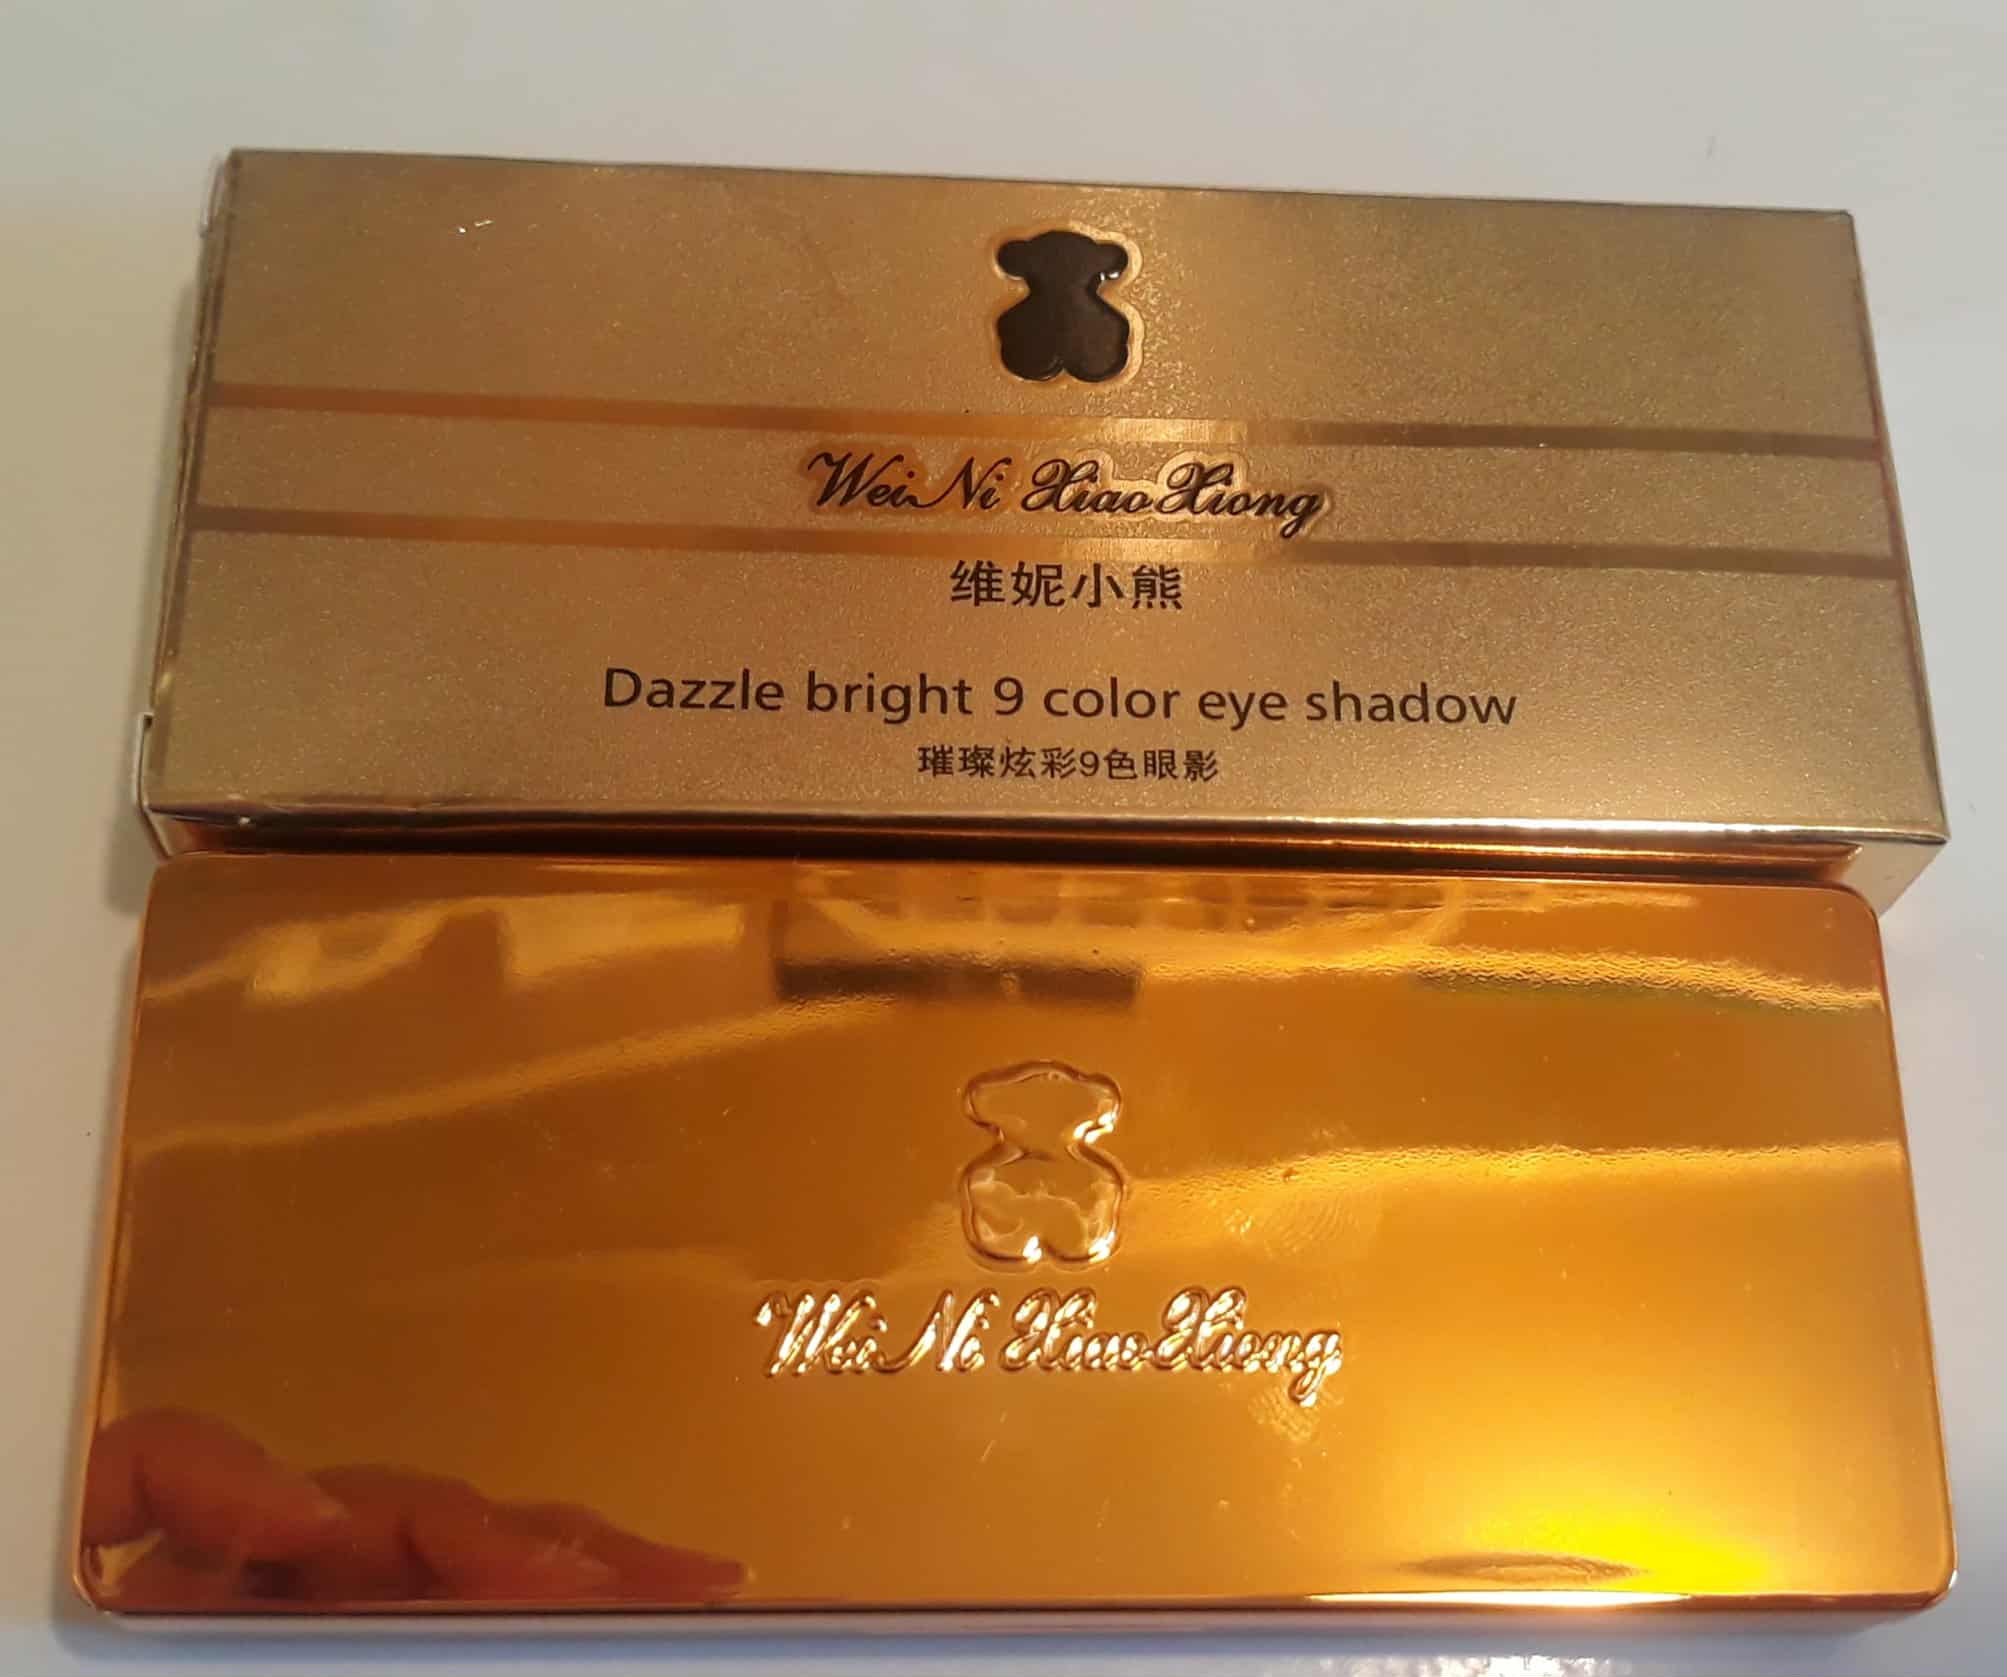 Wei Ni Xiao Xiong
维妮小熊
Dazzle bright 9 color eye shadow
璀璨炫彩9色眼影
Wei Ni Xiao Xiong